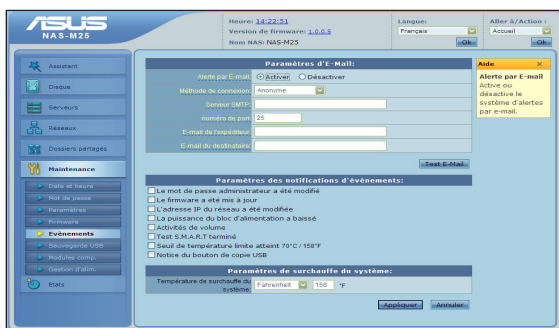 ASUS
NAS-M25
Heure: 14:22:51
Version de firmware: 1.0.0.5
Nom NAS: NAS-M25
Langue:
Français
Ok
Aller à/Action :
Accueil
Ok
Assistant
Disque
Serveurs
Réseaux
Dossiers partagés
Maintenance
Date et heure
Mot de passe
Paramètres
Firmware
Evènements
Sauvegarde USB
Modules comp.
Gestion d'alim.
Etats
Paramètres d'E-Mail:
Alerte par E-mail: Activer Désactiver
Méthode de connexion: Anonyme
Serveur SMTP:
numéro de port: 25
E-mail de l'expéditeur:
E-mail du destinataire:
Test E-Mail
Paramètres des notifications d'évènements:
Le mot de passe administrateur a été modifié
Le firmware a été mis à jour
L'adresse IP du réseau a été modifiée
La puissance du bloc d'alimentation a baissé
Activités de volume
Test S.M.A.R.T terminé
Seuil de température limite atteint 70°C / 158°F
Notice du bouton de copie USB
Paramètres de surchauffe du système:
Température de surchauffe du
système: Fahrenheit 158 °F
Appliquer Annuler
Aide X
Alerte par E-mail
Active ou
désactive le
système d'alertes
par e-mail.